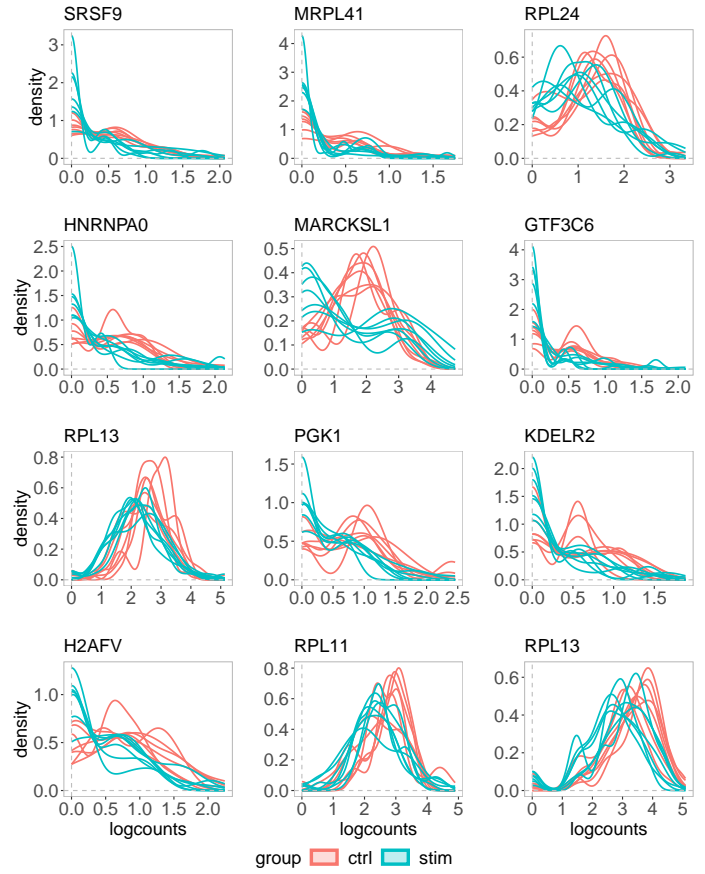 SRSF9 MRPL41 RPL24
density
3
2
1
0
0.0 0.5 1.0 1.5 2.0
4
3
2
1
0
0.0 0.5 1.0 1.5
0.6
0.4
0.2
0.0
0 1 2 3
HNRNPA0 MARCKSL1 GTF3C6
density
2.5
2.0
1.5
1.0
0.5
0.0
0.0 0.5 1.0 1.5 2.0
0.5
0.4
0.3
0.2
0.1
0.0
0 1 2 3 4
4
3
2
1
0
0.0 0.5 1.0 1.5 2.0
RPL13 PGK1 KDELR2
density
0.8
0.6
0.4
0.2
0.0
0 1 2 3 4 5
1.5
1.0
0.5
0.0
0.0 0.5 1.0 1.5 2.0 2.5
2.0
1.5
1.0
0.5
0.0
0.0 0.5 1.0 1.5
H2AFV RPL11 RPL13
density
1.0
0.5
0.0
0.0 0.5 1.0 1.5 2.0
logcounts
0.8
0.6
0.4
0.2
0.0
0 1 2 3 4 5
logcounts
0.6
0.4
0.2
0.0
0 1 2 3 4 5
logcounts
group ctrl stim